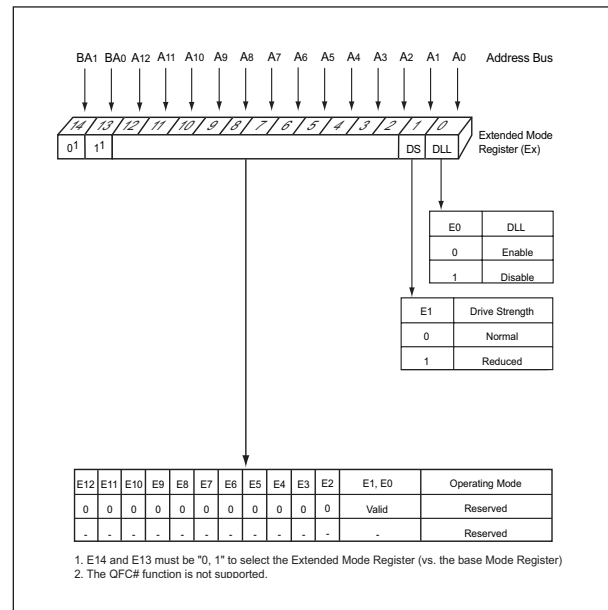 BA1 BA0 A12 A11 A10 A9 A8 A7 A6 A5 A4 A3 A2 A1 A0 Address Bus
14 13 12 11 10 9 8 7 6 5 4 3 2 1 0
Extended Mode
Register (Ex)
0¹ 1¹ DS DLL
E0 DLL
0 Enable
1 Disable
E1 Drive Strength
0 Normal
1 Reduced
E12 E11 E10 E9 E8 E7 E6 E5 E4 E3 E2 E1, E0 Operating Mode
0 0 0 0 0 0 0 0 0 0 0 Valid Reserved
- - - - - - - - - - - - Reserved
1. E14 and E13 must be "0, 1" to select the Extended Mode Register (vs. the base Mode Register)
2. The QFC# function is not supported.